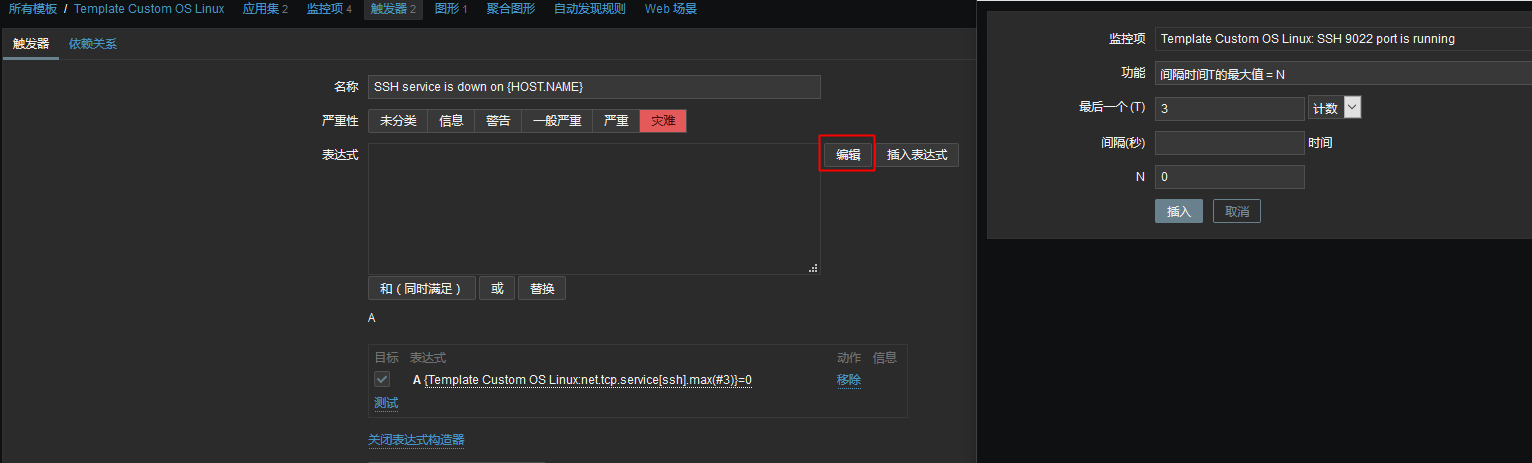 所有模板 / Template Custom OS Linux 应用集 2 监控项 4 触发器 2 图形 1 聚合图形 自动发现规则 Web 场景
触发器 依赖关系
名称 SSH service is down on {HOST.NAME}
严重性 未分类 信息 警告 一般严重 严重 灾难
表达式 编辑 插入表达式
和 ( 同时满足 ) 或 替换
A
目标 表达式 动作 信息
A {Template Custom OS Linux:net.tcp.service[ssh].max(#3)}=0 移除
测试
关闭表达式构造器
监控项 Template Custom OS Linux: SSH 9022 port is running
功能 间隔时间T的最大值 = N
最后一个 (T) 3 计数
间隔(秒) 时间
N 0
插入 取消